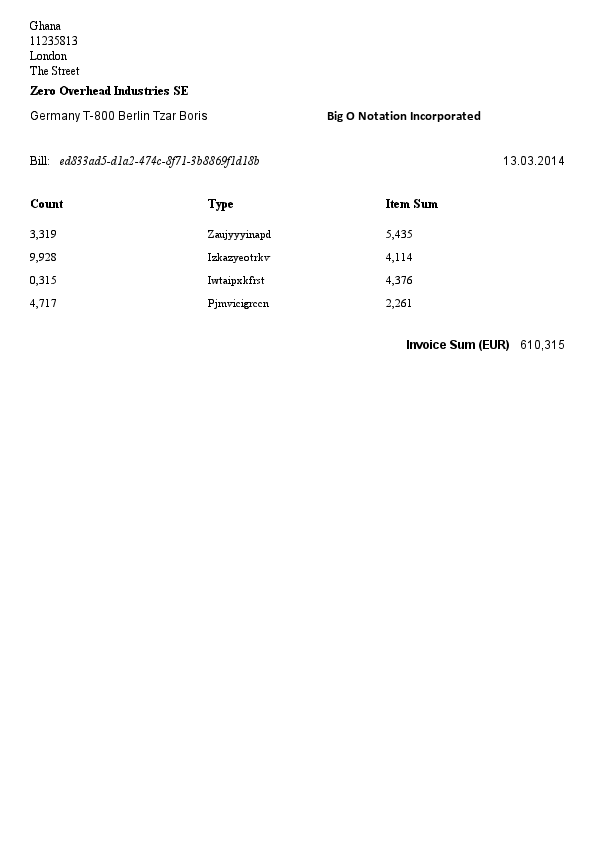 Ghana
11235813
London
The Street
Zero Overhead Industries SE
Germany T-800 Berlin Tzar Boris Big O Notation Incorporated
Bill: ed833ad5-d1a2-474c-8f71-3b8869f1d18b 13.03.2014
Count Type Item Sum
3,319 Zaujyyyinapd 5,435
9,928 Izkazyeotrkv 4,114
0,315 Iwtaipxkfrst 4,376
4,717 Pjmvicigreen 2,261
Invoice Sum (EUR) 610,315